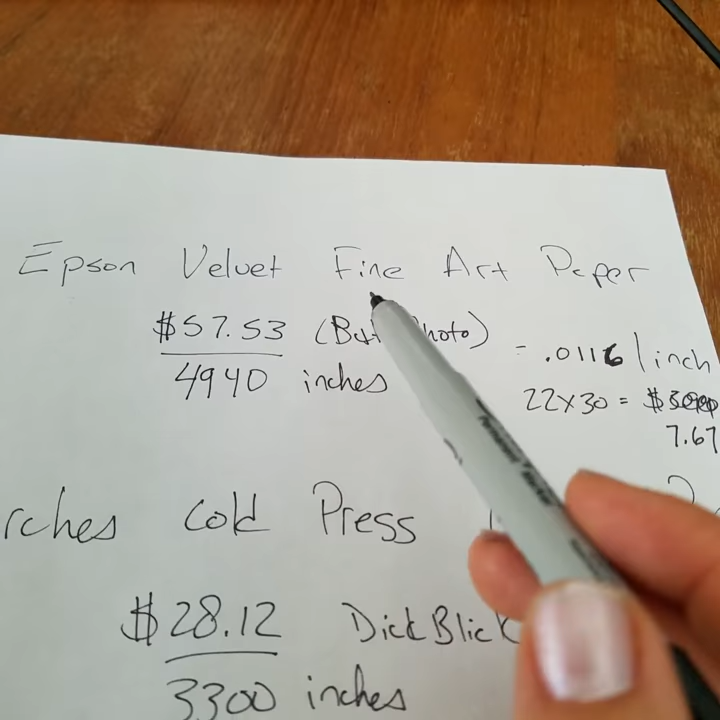 Epson Velvet Fine Art Paper
$57.53
4940 inches
= .0116 / inch
22x30 =
7.67
Cold Press
$28.12 Dick Blick
3300 inches